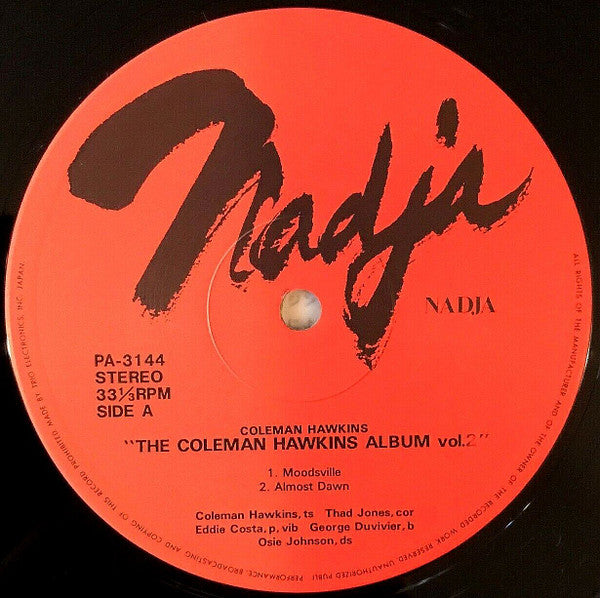 Nadja
NADJA
PA-3144
STEREO
33⅓RPM
SIDE A
COLEMAN HAWKINS
"THE COLEMAN HAWKINS ALBUM vol.2"
1. Moodsville
2. Almost Dawn
Coleman Hawkins, ts Thad Jones, cor
Eddie Costa, p, vib George Duvivier, b
Osie Johnson, ds
ALL RIGHTS OF THE MANUFACTURER AND OF THE OWNER OF THE RECORDED WORK RESERVED. UNAUTHORIZED PUBLIC PERFORMANCE, BROADCASTING AND COPYING OF THIS RECORD PROHIBITED MADE BY TRIO ELECTRONICS, INC. JAPAN.